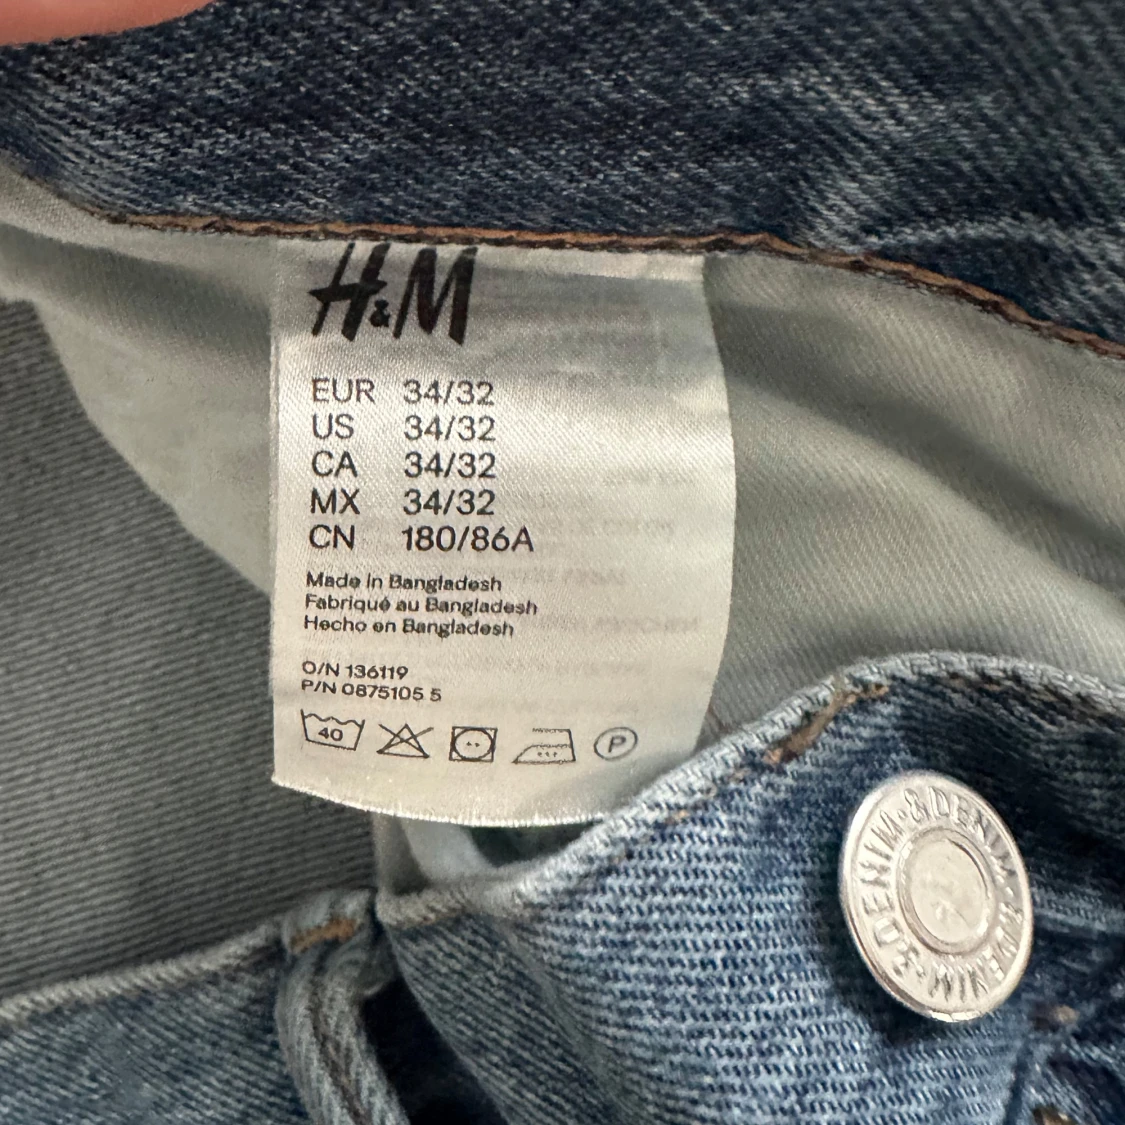 H&M
EUR 34/32
US 34/32
CA 34/32
MX 34/32
CN 180/86A
Made in Bangladesh
Fabriqué au Bangladesh
Hecho en Bangladesh
O/N 136119
P/N 0875105 5
40
P
&DENIM·&DENIM·&DENIM·